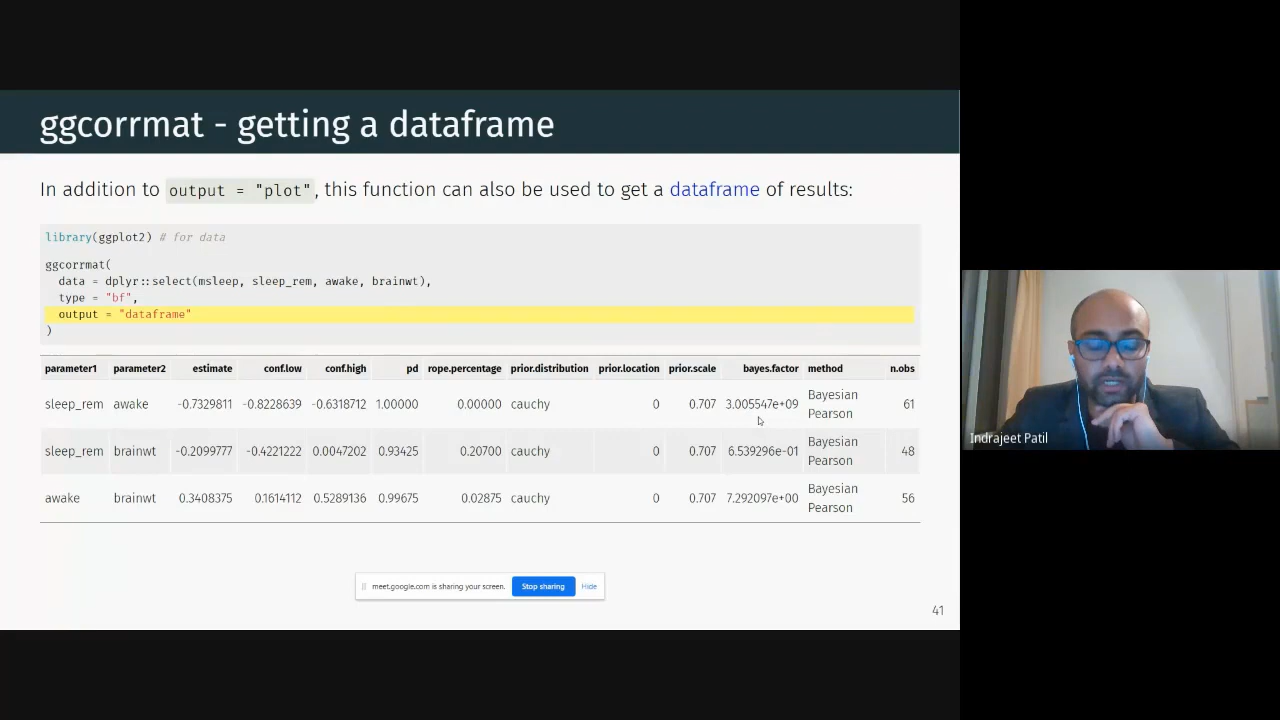 ggcorrmat - getting a dataframe
In addition to output = "plot", this function can also be used to get a dataframe of results:
library(ggplot2) # for data
ggcorrmat(
data = dplyr::select(msleep, sleep_rem, awake, brainwt),
type = "bf",
output = "dataframe"
)
parameter1 parameter2 estimate conf.low conf.high pd rope.percentage prior.distribution prior.location prior.scale bayes.factor method n.obs
sleep_rem awake -0.7329811 -0.8228639 -0.6318712 1.00000 0.00000 cauchy 0 0.707 3.005547e+09 Bayesian Pearson 61
sleep_rem brainwt -0.2099777 -0.4221222 0.0047202 0.93425 0.20700 cauchy 0 0.707 6.539296e-01 Bayesian Pearson 48
awake brainwt 0.3408375 0.1614112 0.5289136 0.99675 0.02875 cauchy 0 0.707 7.292097e+00 Bayesian Pearson 56
meet.google.com is sharing your screen. Stop sharing Hide
41
Indrajeet Patil